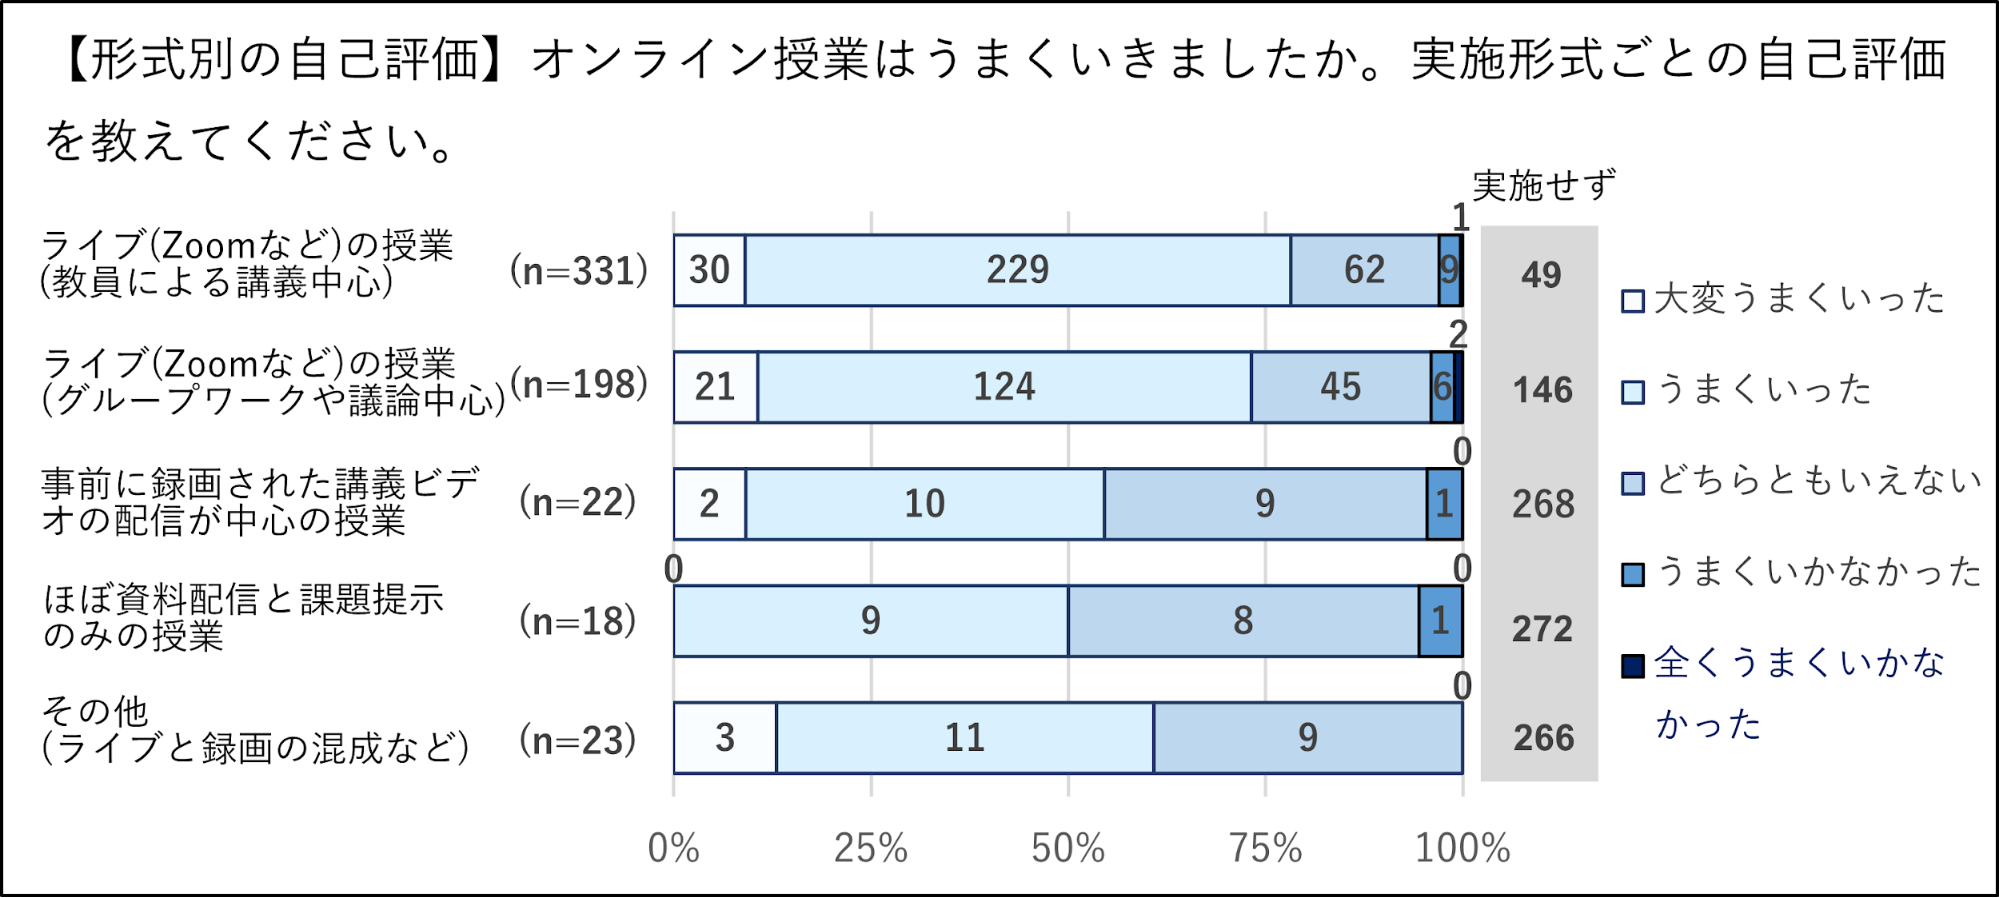 【形式別の自己評価】オンライン授業はうまくいきましたか。実施形式ごとの自己評価
を教えてください。
実施せず
ライブ(Zoomなど)の授業
(教員による講義中心)
(n=331)
30
229
62
9
1
49
ライブ(Zoomなど)の授業
(グループワークや議論中心)
(n=198)
21
124
45
6
2
146
事前に録画された講義ビデ
オの配信が中心の授業
(n=22)
2
10
9
1
0
268
ほぼ資料配信と課題提示
のみの授業
(n=18)
0
9
8
1
0
272
その他
(ライブと録画の混成など)
(n=23)
3
11
9
0
266
0%
25%
50%
75%
100%
大変うまくいった
うまくいった
どちらともいえない
うまくいかなかった
全くうまくいかな
かった